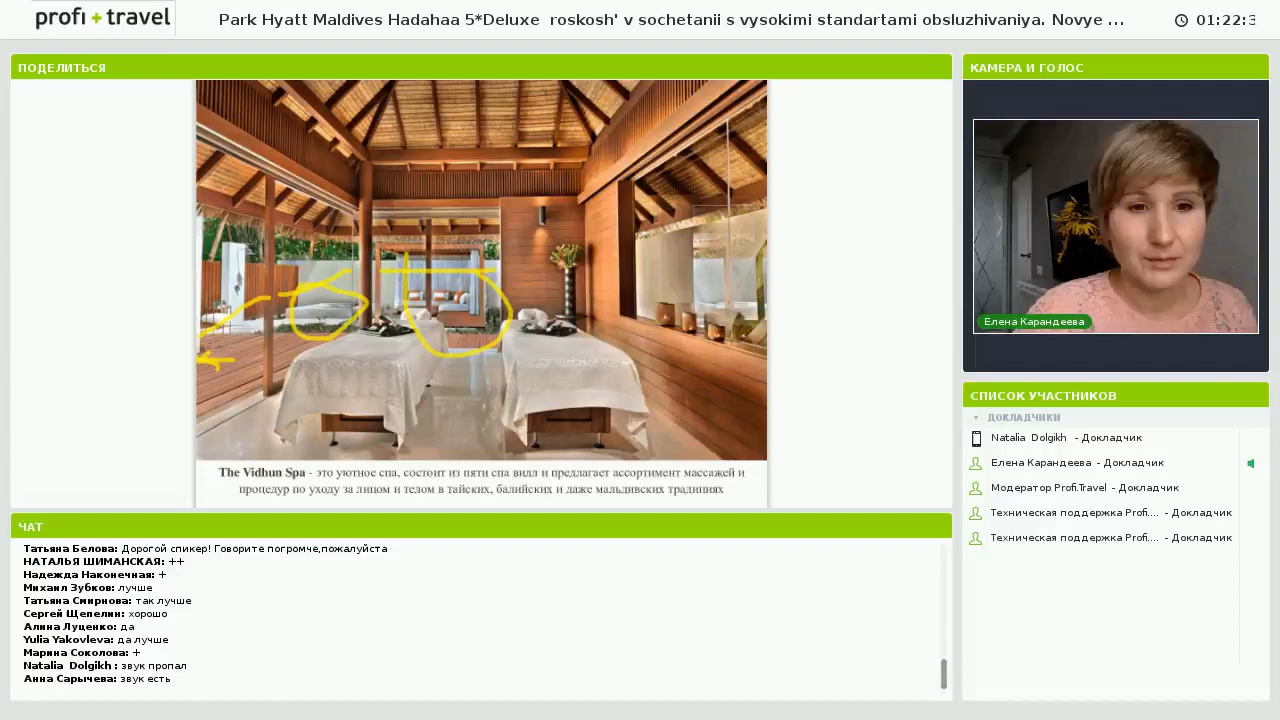 profi+travel
Park Hyatt Maldives Hadahaa 5*Deluxe roskosh' v sochetanii s vysokimi standartami obsluzhivaniya. Novye ...
01:22:3
ПОДЕЛИТЬСЯ
The Vidhun Spa - это уютное спа, состоит из пяти спа вилл и предлагает ассортимент массажей и
процедур по уходу за лицом и телом в тайских, балийских и даже мальдивских традициях
ЧАТ
Татьяна Белова: Дорогой спикер! Говорите погромче,пожалуйста
НАТАЛЬЯ ШИМАНСКАЯ: ++
Надежда Наконечная: +
Михаил Зубков: лучше
Татьяна Смирнова: так лучше
Сергей Щепелин: хорошо
Алина Луценко: да
Yulia Yakovleva: да лучше
Марина Соколова: +
Natalia Dolgikh : звук пропал
Анна Сарычева: звук есть
КАМЕРА И ГОЛОС
Елена Карандеева
СПИСОК УЧАСТНИКОВ
ДОКЛАДЧИКИ
Natalia Dolgikh - Докладчик
Елена Карандеева - Докладчик
Модератор Profi.Travel - Докладчик
Техническая поддержка Profi.... - Докладчик
Техническая поддержка Profi.... - Докладчик